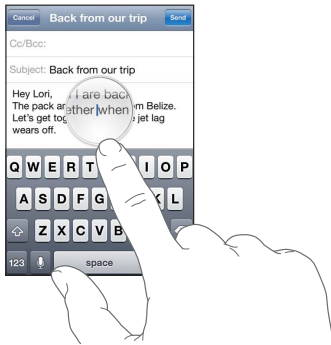 Cancel Back from our trip Send
Cc/Bcc:
Subject: Back from our trip
Hey Lori,
I are back
The pack an m Belize.
ether when
Let's get tog e jet lag
wears off.
Q W E R T I O P
A S D F G K L
Z X C V B
123 space